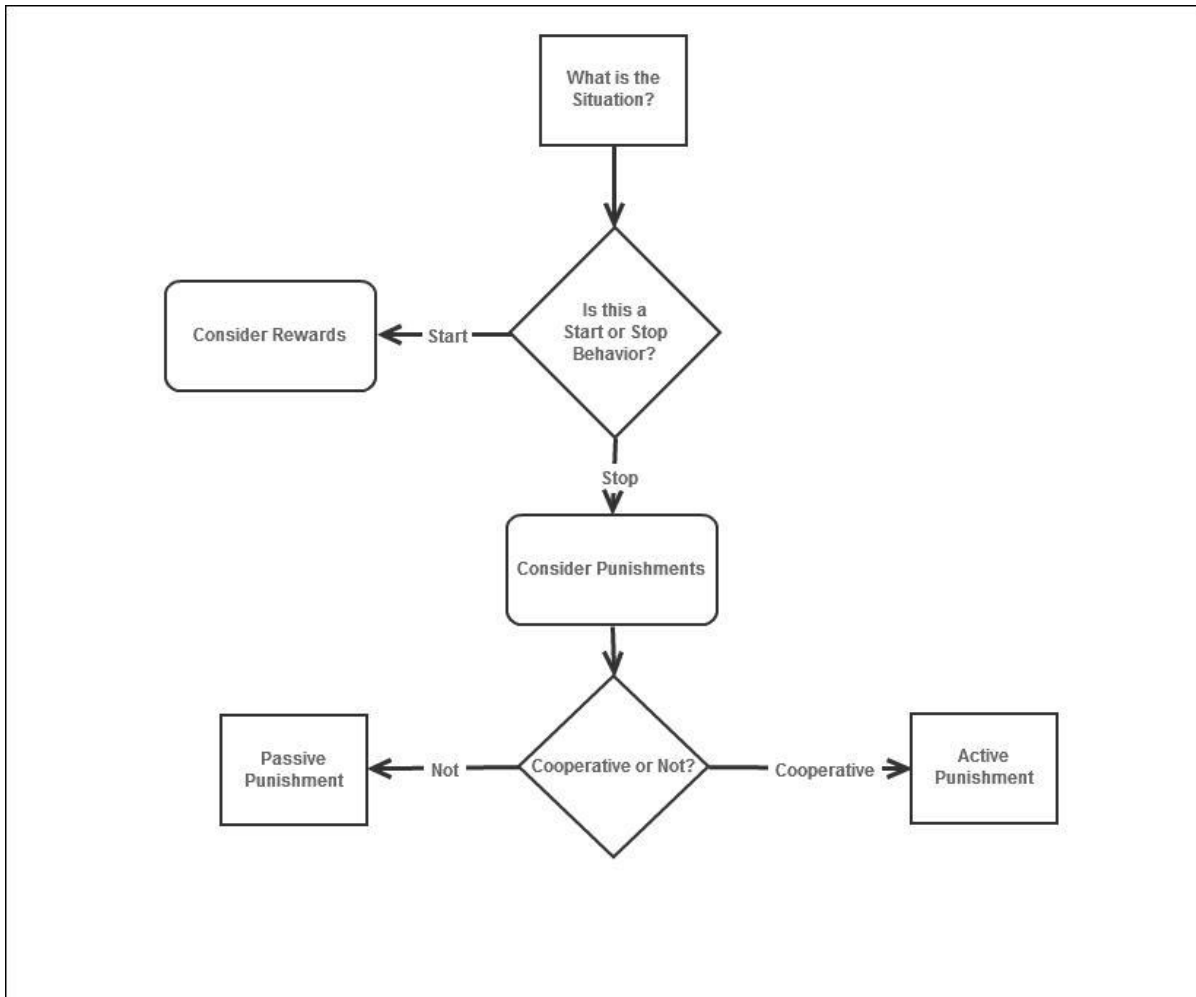 What is the
Situation?
Is this a
Start or Stop
Behavior?
Start
Consider Rewards
Stop
Consider Punishments
Cooperative or Not?
Not
Passive
Punishment
Cooperative
Active
Punishment